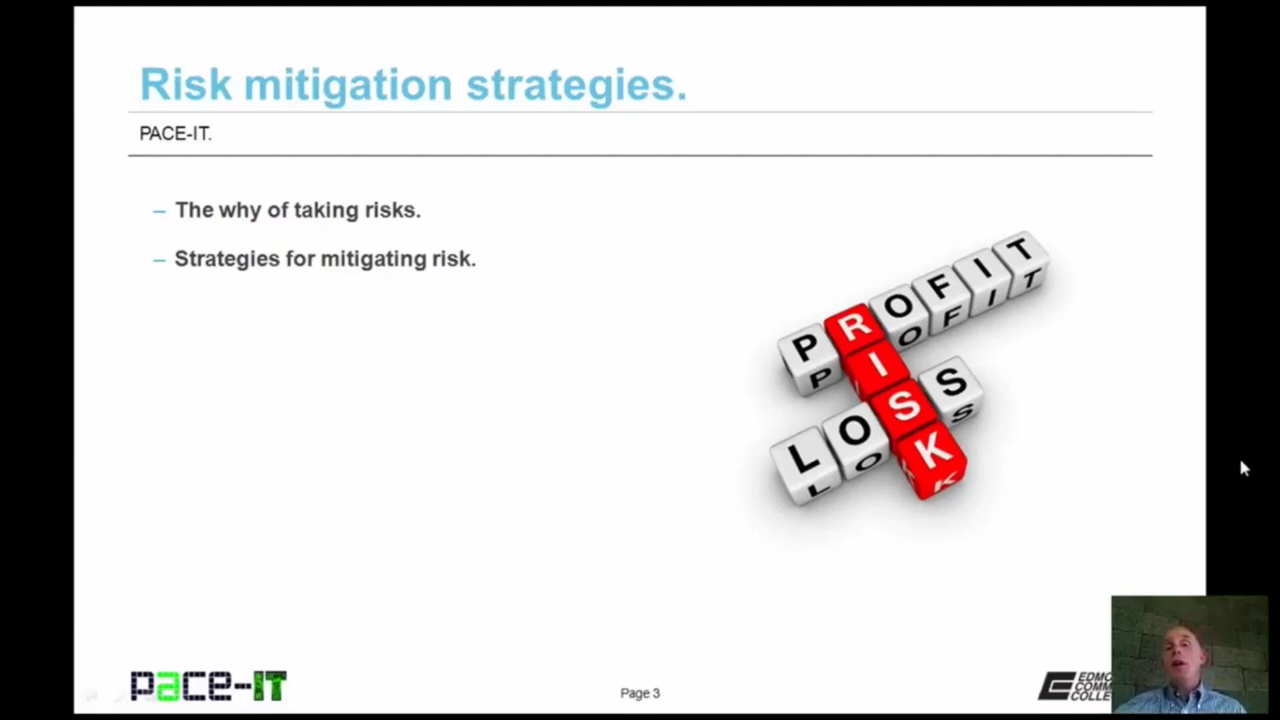 Risk mitigation strategies.
PACE-IT.
– The why of taking risks.
– Strategies for mitigating risk.
PROFIT
RISK
LOSS
pace-IT
Page 3